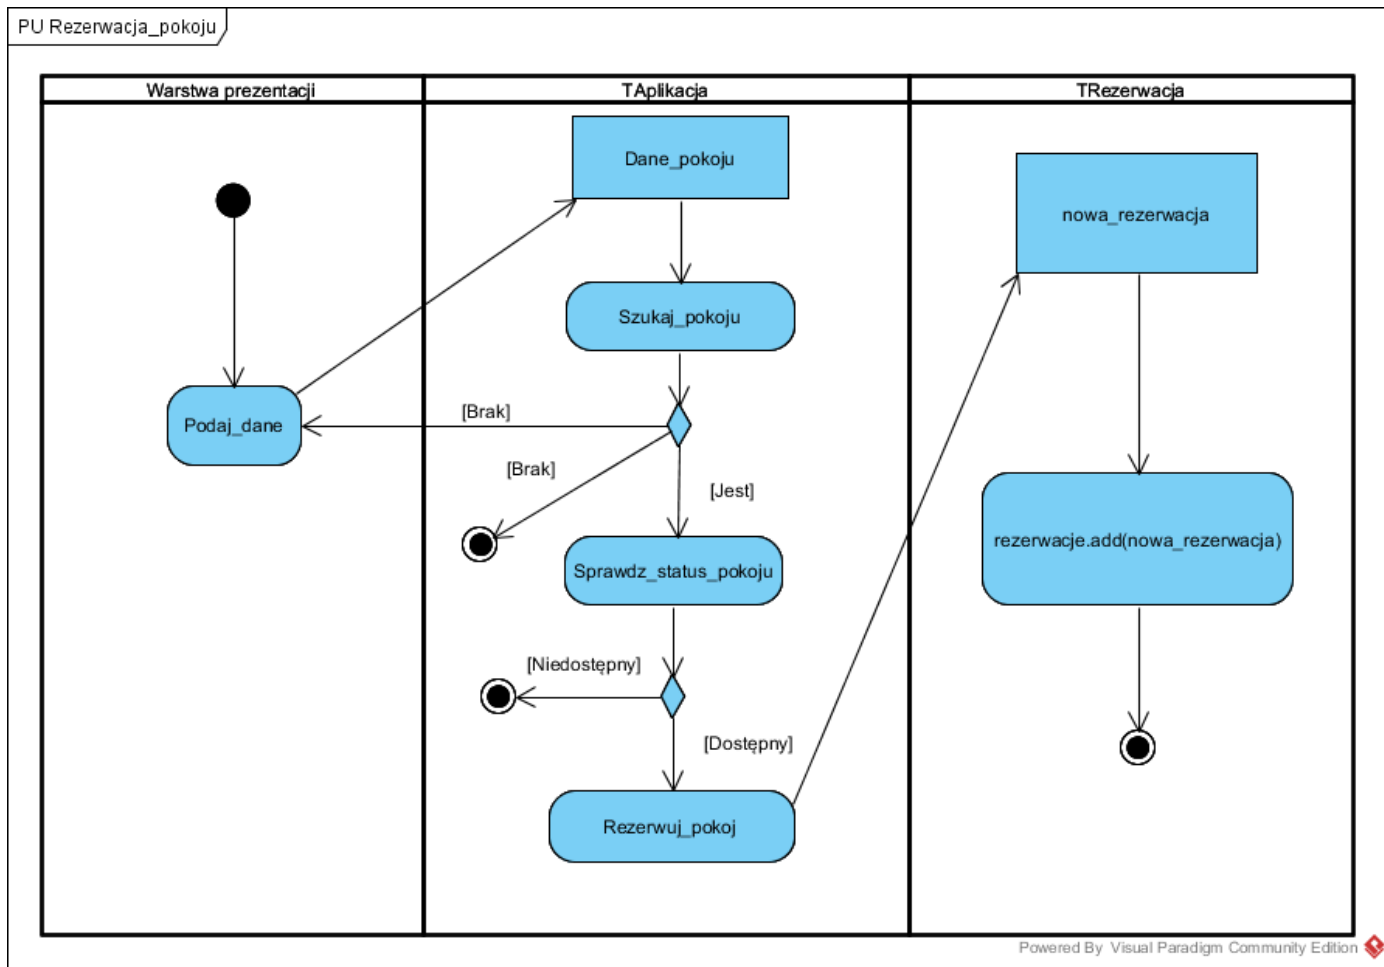 PU Rezerwacja_pokoju
Warstwa prezentacji
TAplikacja
TRezerwacja
Dane_pokoju
nowa_rezerwacja
Szukaj_pokoju
[Brak]
Podaj_dane
[Brak]
[Jest]
rezerwacje.add(nowa_rezerwacja)
Sprawdz_status_pokoju
[Niedostępny]
[Dostępny]
Rezerwuj_pokoj
Powered By Visual Paradigm Community Edition